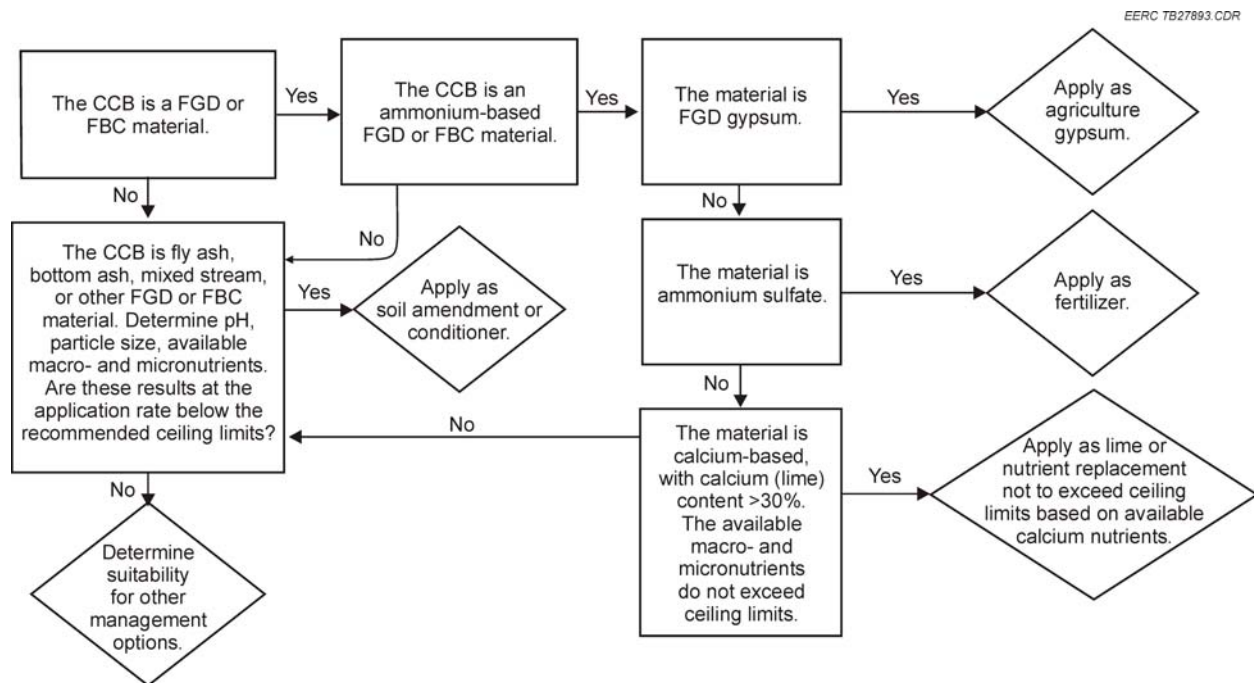 EERC TB27893.CDR
The CCB is a FGD or
FBC material.
Yes
The CCB is an
ammonium-based
FGD or FBC material.
Yes
The material is
FGD gypsum.
Yes
Apply as
agriculture
gypsum.
No
No
No
The CCB is fly ash,
bottom ash, mixed stream,
or other FGD or FBC
material. Determine pH,
particle size, available
macro- and micronutrients.
Are these results at the
application rate below the
recommended ceiling limits?
Yes
Apply as
soil amendment or
conditioner.
The material is
ammonium sulfate.
Yes
Apply as
fertilizer.
No
No
The material is
calcium-based,
with calcium (lime)
content >30%.
The available
macro- and
micronutrients
do not exceed
ceiling limits.
Yes
Apply as lime or
nutrient replacement
not to exceed ceiling
limits based on available
calcium nutrients.
No
Determine
suitability
for other
management
options.